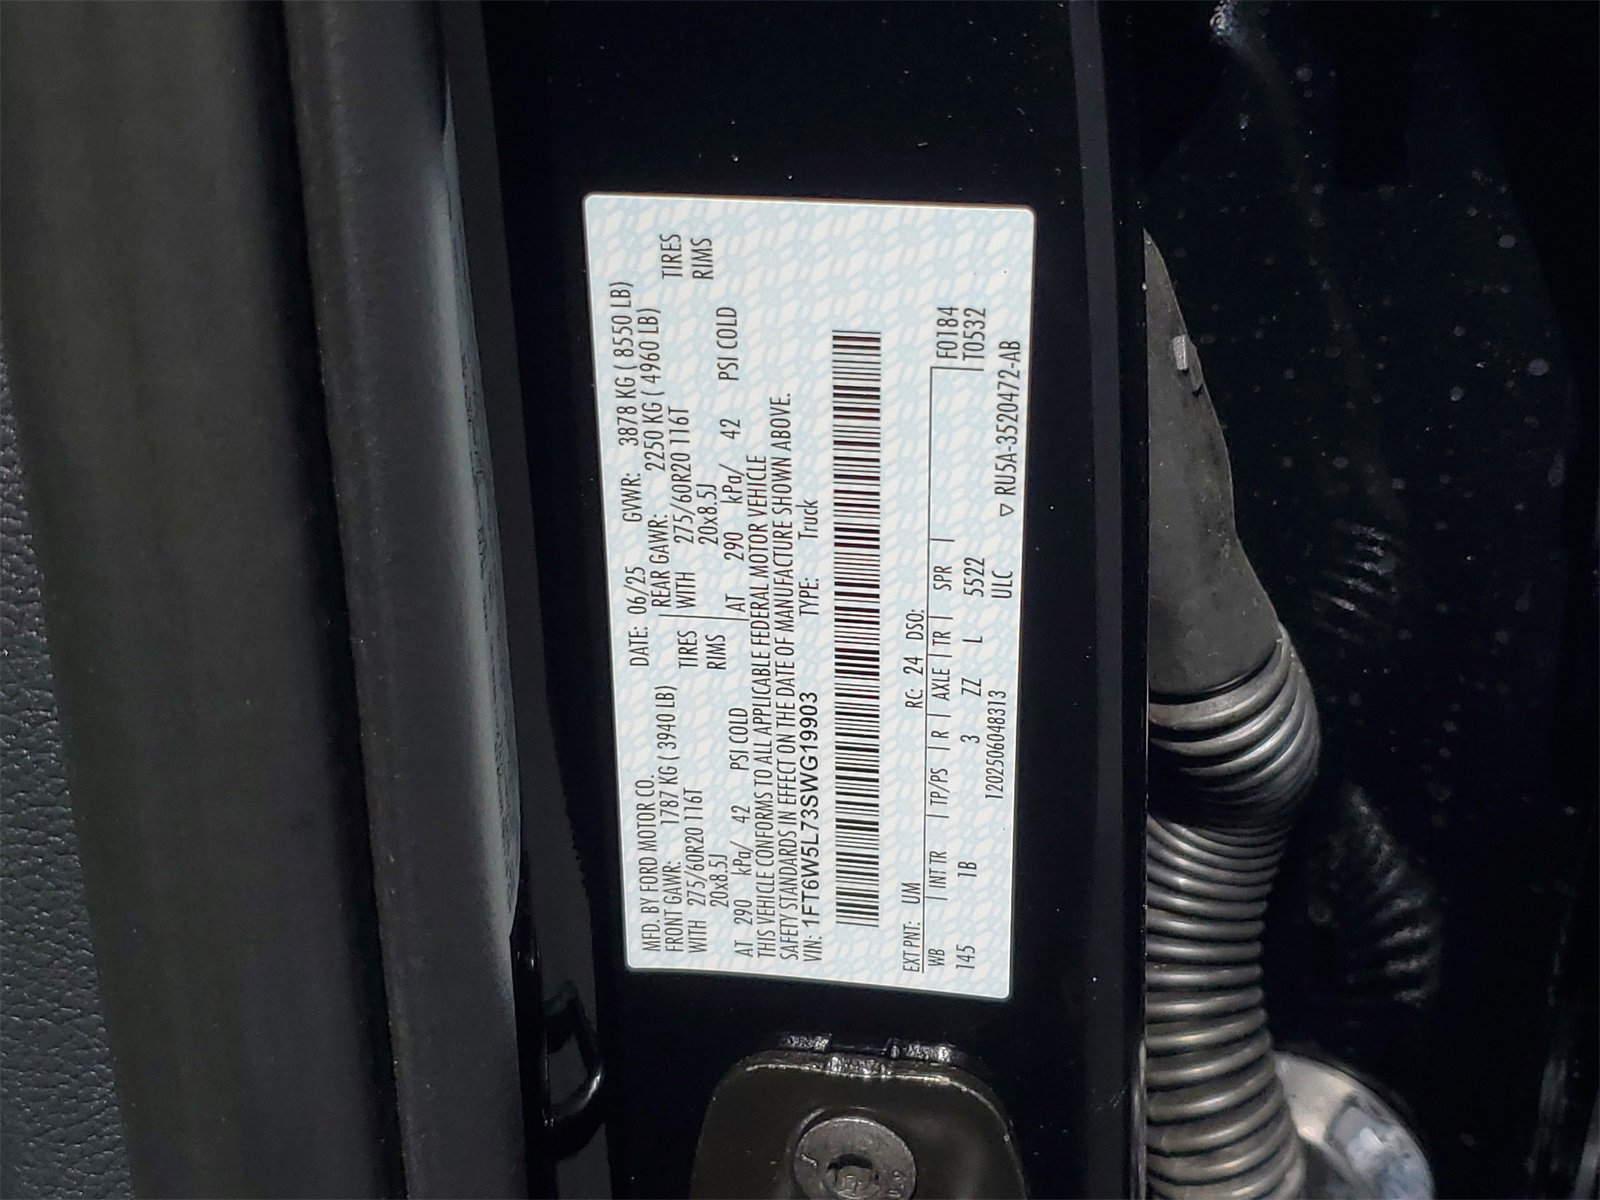 MFD. BY FORD MOTOR CO.
DATE: 06/25 GVWR: 3878 KG ( 8550 LB)
FRONT GAWR: 1787 KG ( 3940 LB)
REAR GAWR: 2250 KG ( 4960 LB)
WITH 275/60R20 116T TIRES
WITH 275/60R20 116T TIRES
20x8.5J RIMS
20x8.5J RIMS
AT 290 kPa/ 42 PSI COLD
AT 290 kPa/ 42 PSI COLD
THIS VEHICLE CONFORMS TO ALL APPLICABLE FEDERAL MOTOR VEHICLE
SAFETY STANDARDS IN EFFECT ON THE DATE OF MANUFACTURE SHOWN ABOVE.
VIN: 1FT6W5L73SWG19903 TYPE: Truck
EXT PNT: UM RC: 24 DSO:
WB INT TR TP/PS R AXLE TR SPR F0184
145 1B 3 ZZ L 5522 T0532
120250648313 ULC
▽ RU5A-3520472-AB